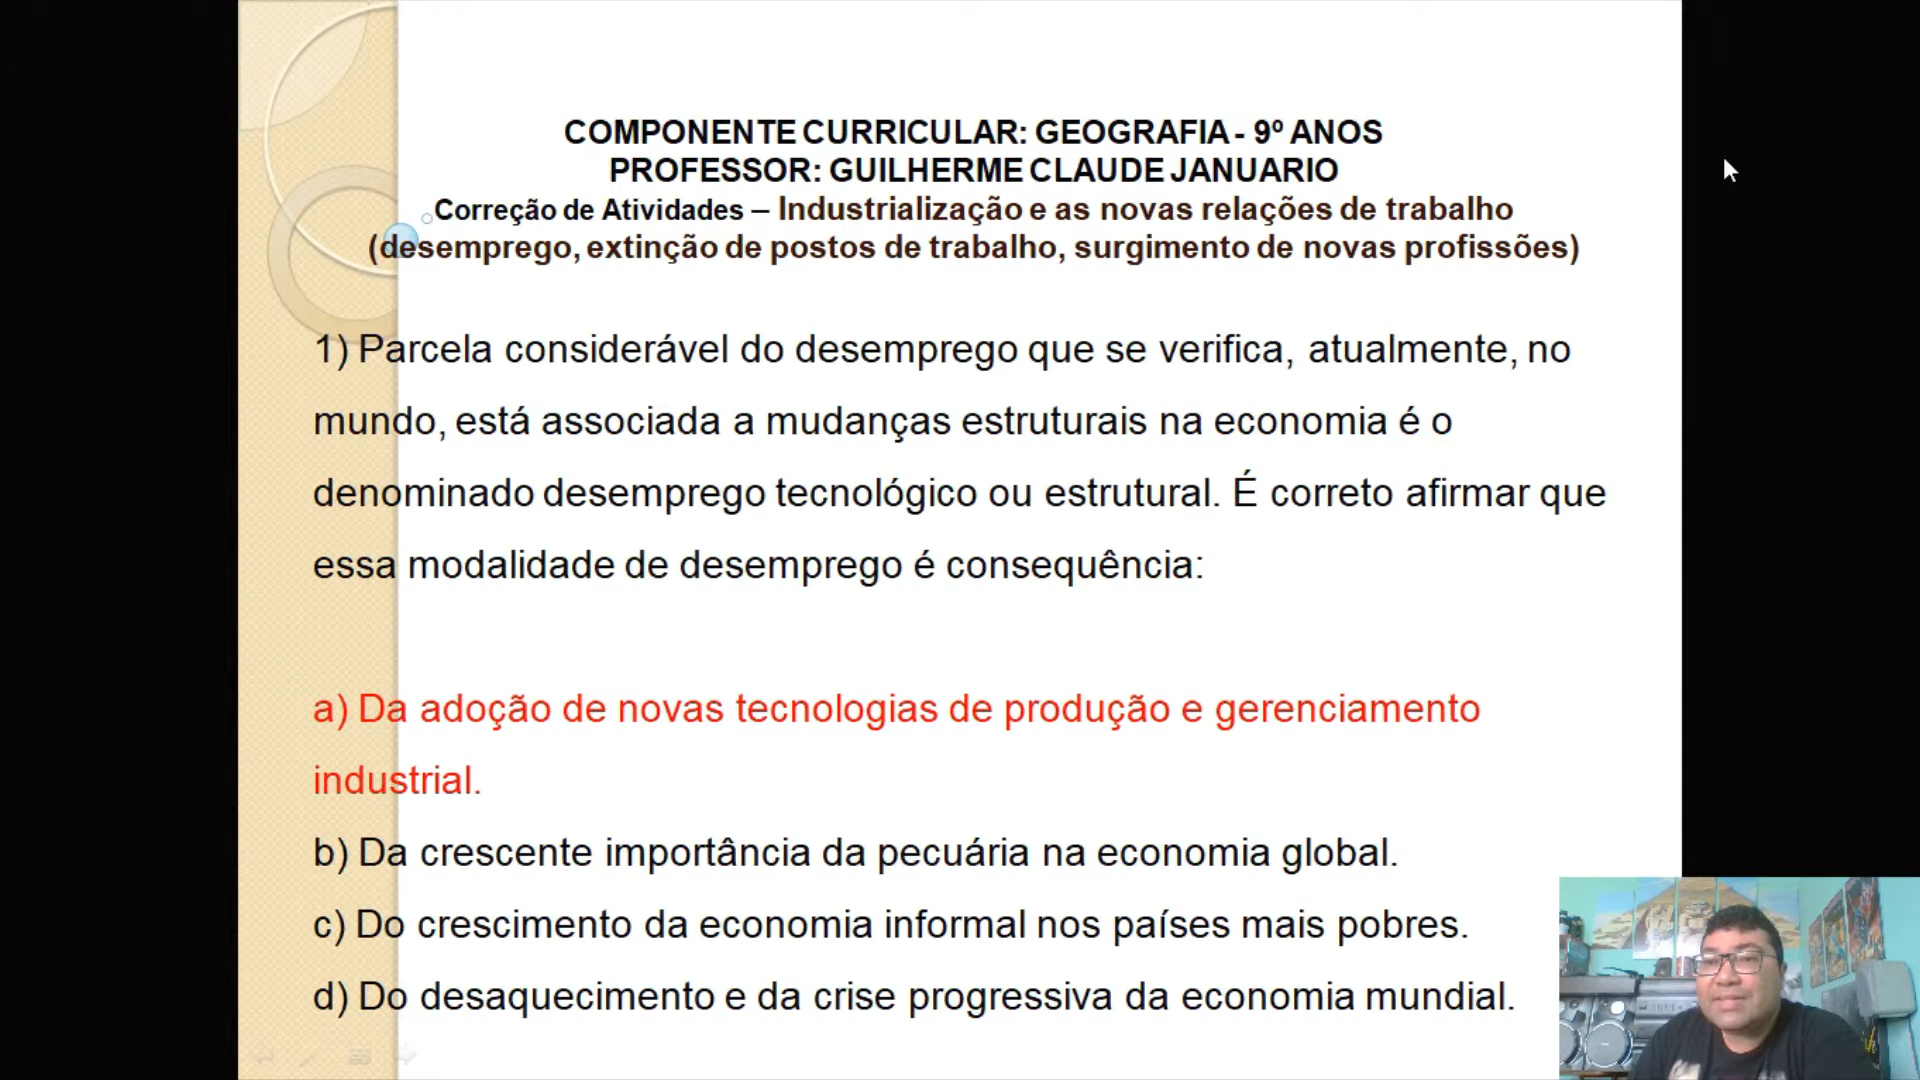 COMPONENTE CURRICULAR: GEOGRAFIA - 9º ANOS
PROFESSOR: GUILHERME CLAUDE JANUARIO
Correção de Atividades – Industrialização e as novas relações de trabalho
(desemprego, extinção de postos de trabalho, surgimento de novas profissões)
1) Parcela considerável do desemprego que se verifica, atualmente, no
mundo, está associada a mudanças estruturais na economia é o
denominado desemprego tecnológico ou estrutural. É correto afirmar que
essa modalidade de desemprego é consequência:
a) Da adoção de novas tecnologias de produção e gerenciamento
industrial.
b) Da crescente importância da pecuária na economia global.
c) Do crescimento da economia informal nos países mais pobres.
d) Do desaquecimento e da crise progressiva da economia mundial.